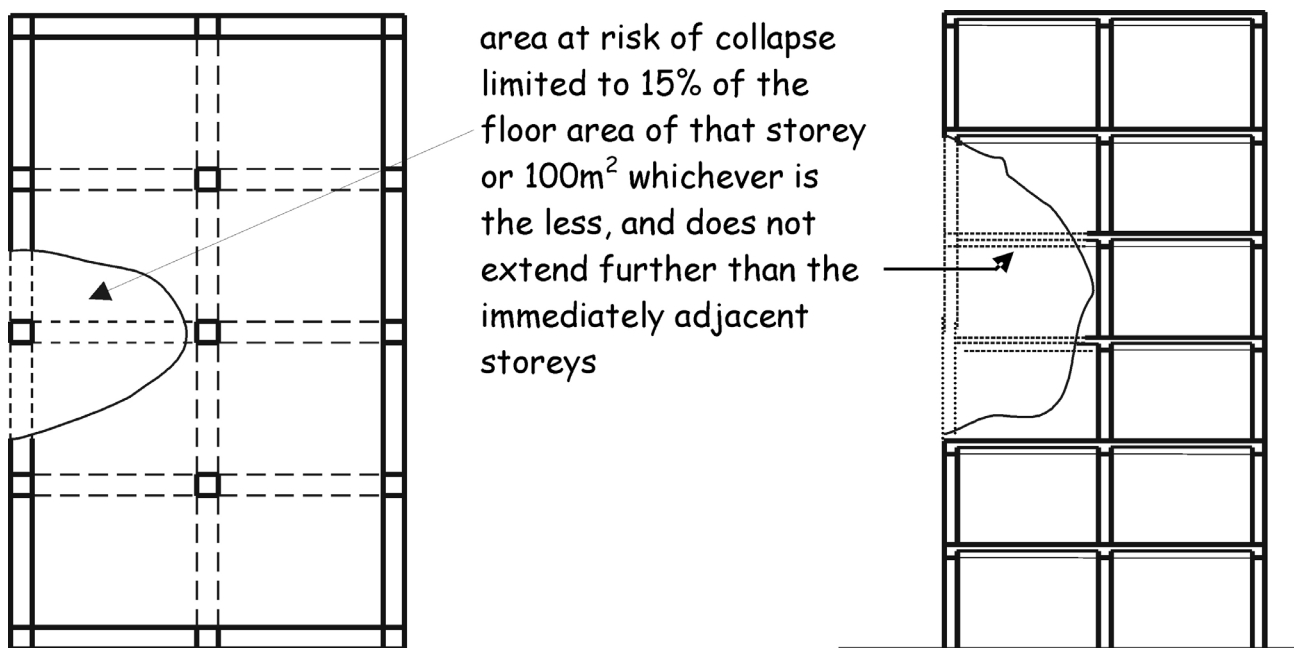 area at risk of collapse
limited to 15% of the
floor area of that storey
or 100m² whichever is
the less, and does not
extend further than the
immediately adjacent
storeys